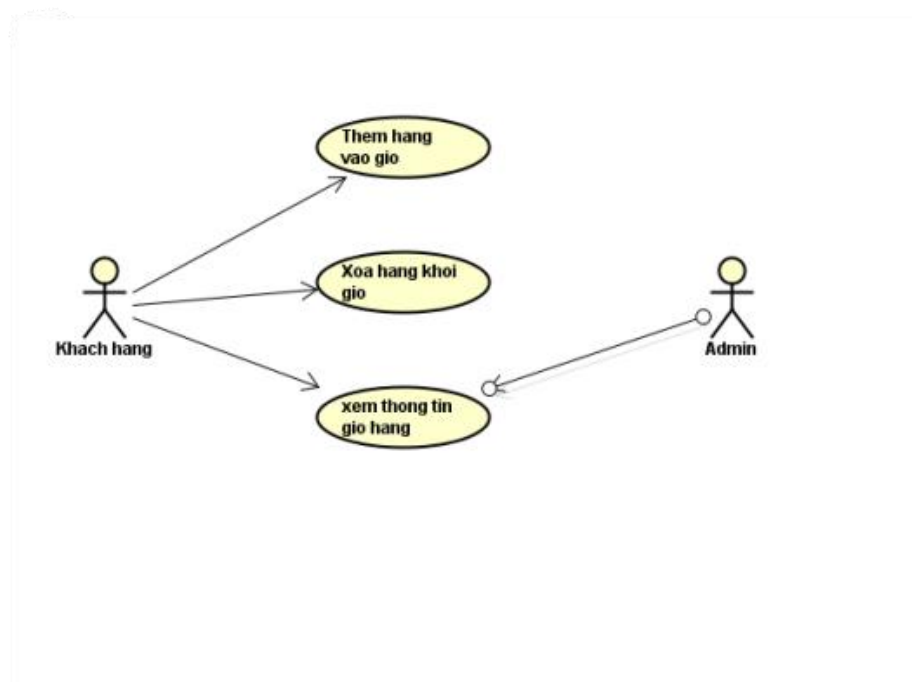 Them hang
vao gio
Xoa hang khoi
gio
Khach hang
Admin
xem thong tin
gio hang